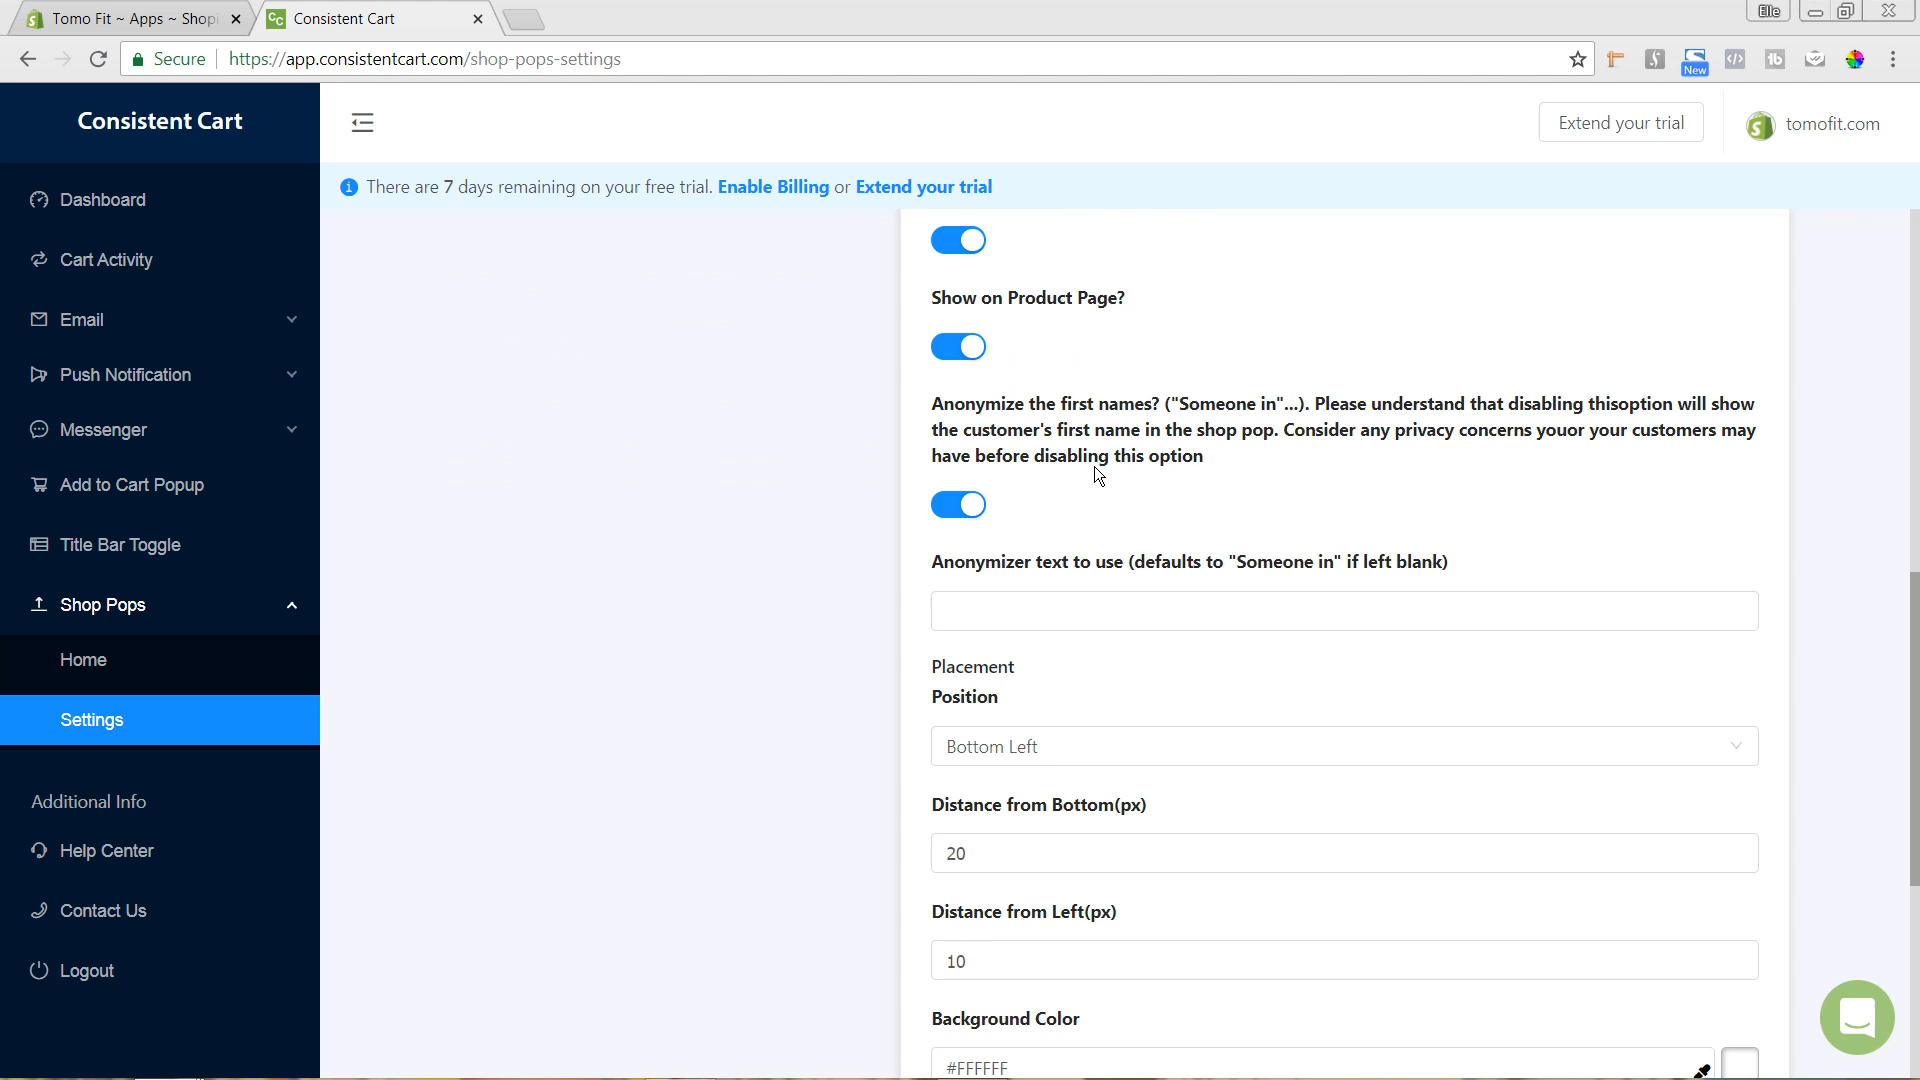 Tomo Fit ~ Apps ~ Shopi
Consistent Cart
Elle
Secure
https://app.consistentcart.com/shop-pops-settings
New
Consistent Cart
Extend your trial
tomofit.com
There are 7 days remaining on your free trial. Enable Billing or Extend your trial
Dashboard
Cart Activity
Email
Push Notification
Messenger
Add to Cart Popup
Title Bar Toggle
Shop Pops
Home
Settings
Additional Info
Help Center
Contact Us
Logout
Show on Product Page?
Anonymize the first names? ("Someone in"...). Please understand that disabling thisoption will show
the customer's first name in the shop pop. Consider any privacy concerns youor your customers may
have before disabling this option
Anonymizer text to use (defaults to "Someone in" if left blank)
Placement
Position
Bottom Left
Distance from Bottom(px)
20
Distance from Left(px)
10
Background Color
#FFFFFF